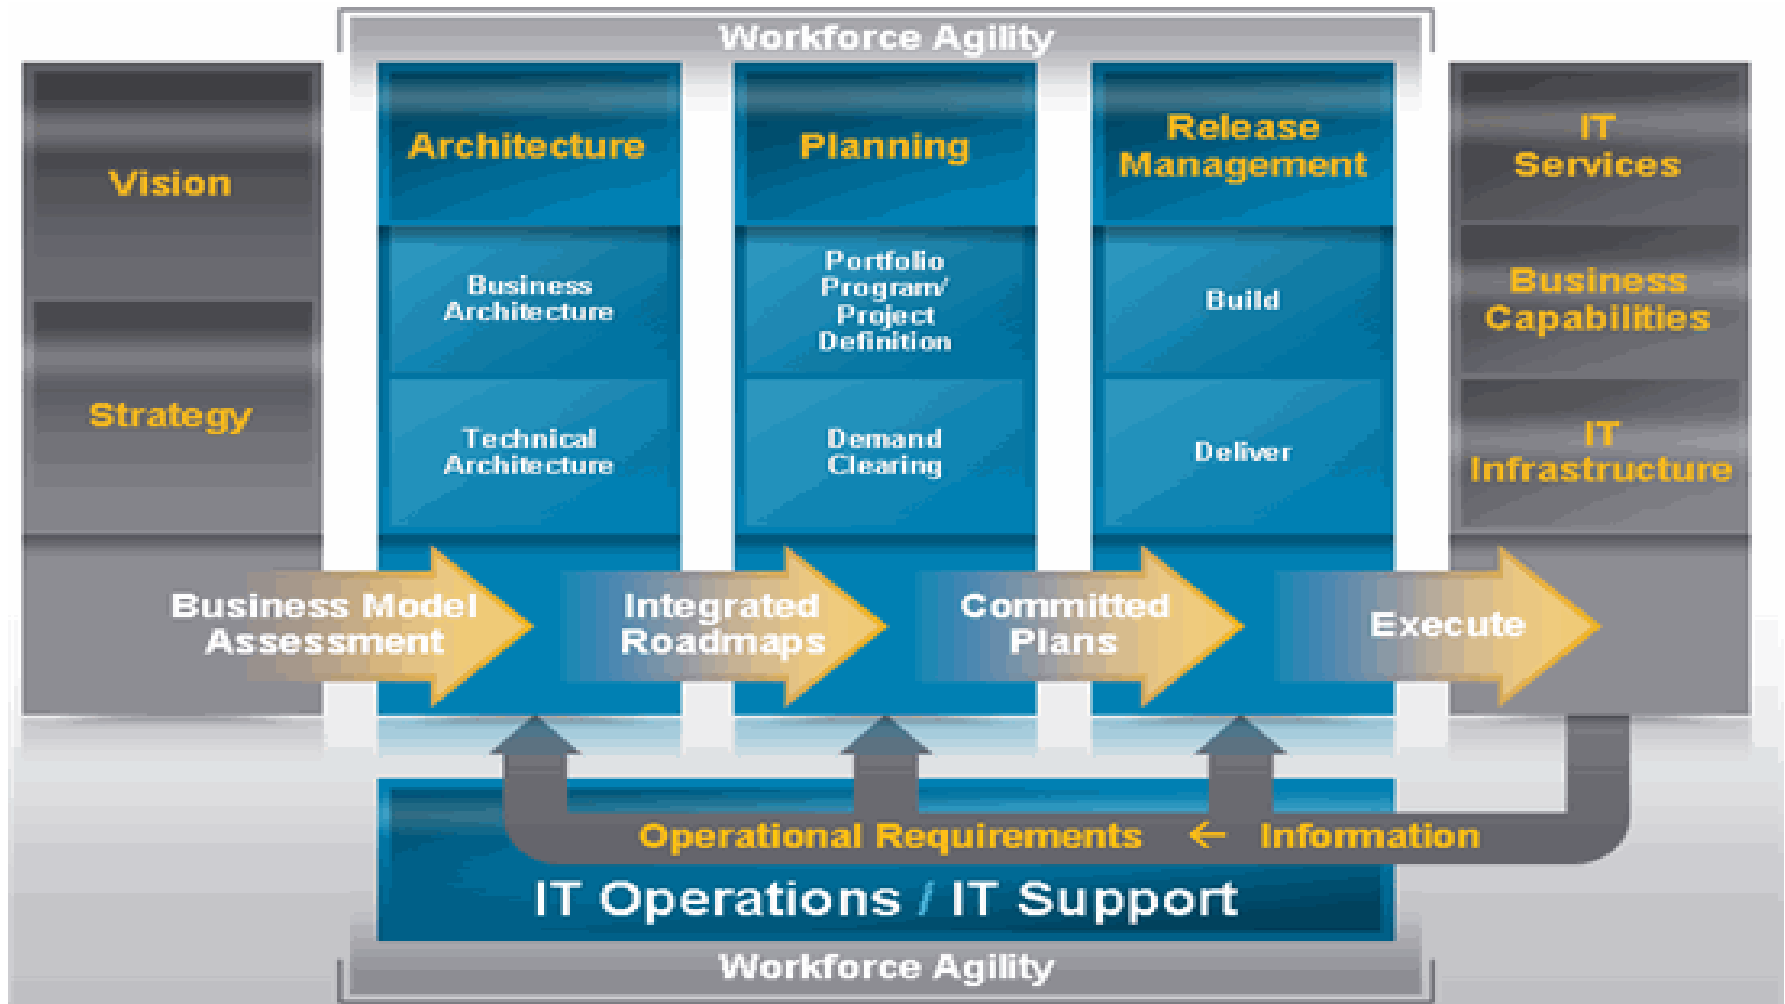 Workforce Agility
Vision
Strategy
Architecture
Business
Architecture
Technical
Architecture
Planning
Portfolio
Program/
Project
Definition
Demand
Clearing
Release
Management
Build
Deliver
IT
Services
Business
Capabilities
IT
Infrastructure
Business Model
Assessment
Integrated
Roadmaps
Committed
Plans
Execute
Operational Requirements ← Information
IT Operations / IT Support
Workforce Agility